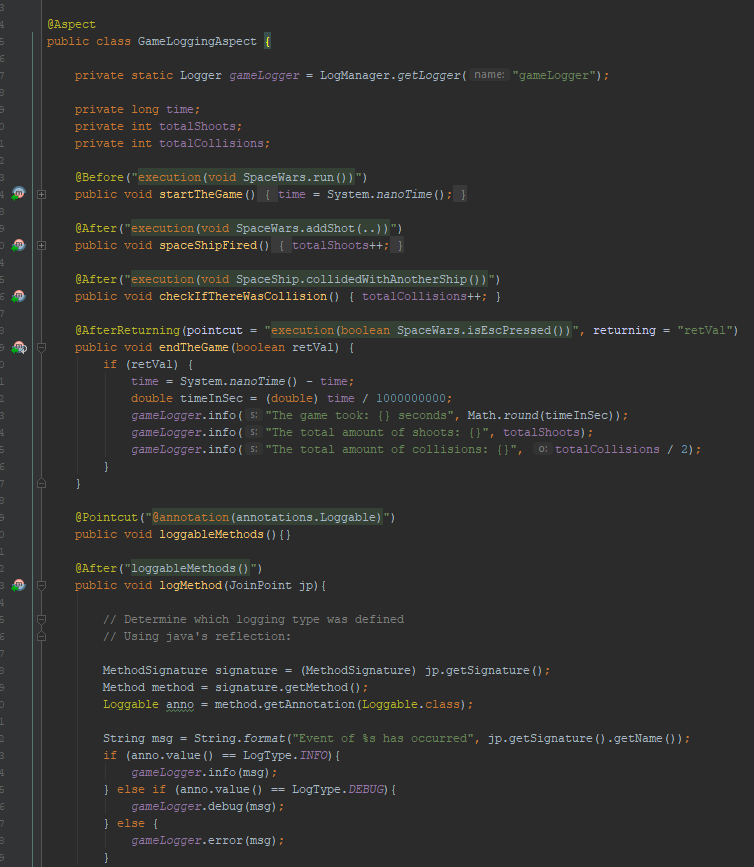 @Aspect
public class GameLoggingAspect {
private static Logger gameLogger = LogManager.getLogger( name: "gameLogger");
private long time;
private int totalShoots;
private int totalCollisions;
@Before("execution(void SpaceWars.run())")
public void startTheGame() { time = System.nanoTime(); }
@After("execution(void SpaceWars.addShot(..))")
public void spaceShipFired() { totalShoots++; }
@After("execution(void SpaceShip.collidedWithAnotherShip())")
public void checkIfThereWasCollision() { totalCollisions++; }
@AfterReturning(pointcut = "execution(boolean SpaceWars.isEscPressed())", returning = "retVal")
public void endTheGame(boolean retVal) {
if (retVal) {
time = System.nanoTime() - time;
double timeInSec = (double) time / 1000000000;
gameLogger.info( s: "The game took: {} seconds", Math.round(timeInSec));
gameLogger.info( s: "The total amount of shoots: {}", totalShoots);
gameLogger.info( s: "The total amount of collisions: {}", o: totalCollisions / 2);
}
}
@Pointcut("@annotation(annotations.Loggable)")
public void loggableMethods(){}
@After("loggableMethods()")
public void logMethod(JoinPoint jp){
// Determine which logging type was defined
// Using java's reflection:
MethodSignature signature = (MethodSignature) jp.getSignature();
Method method = signature.getMethod();
Loggable anno = method.getAnnotation(Loggable.class);
String msg = String.format("Event of %s has occurred", jp.getSignature().getName());
if (anno.value() == LogType.INFO){
gameLogger.info(msg);
} else if (anno.value() == LogType.DEBUG){
gameLogger.debug(msg);
} else {
gameLogger.error(msg);
}